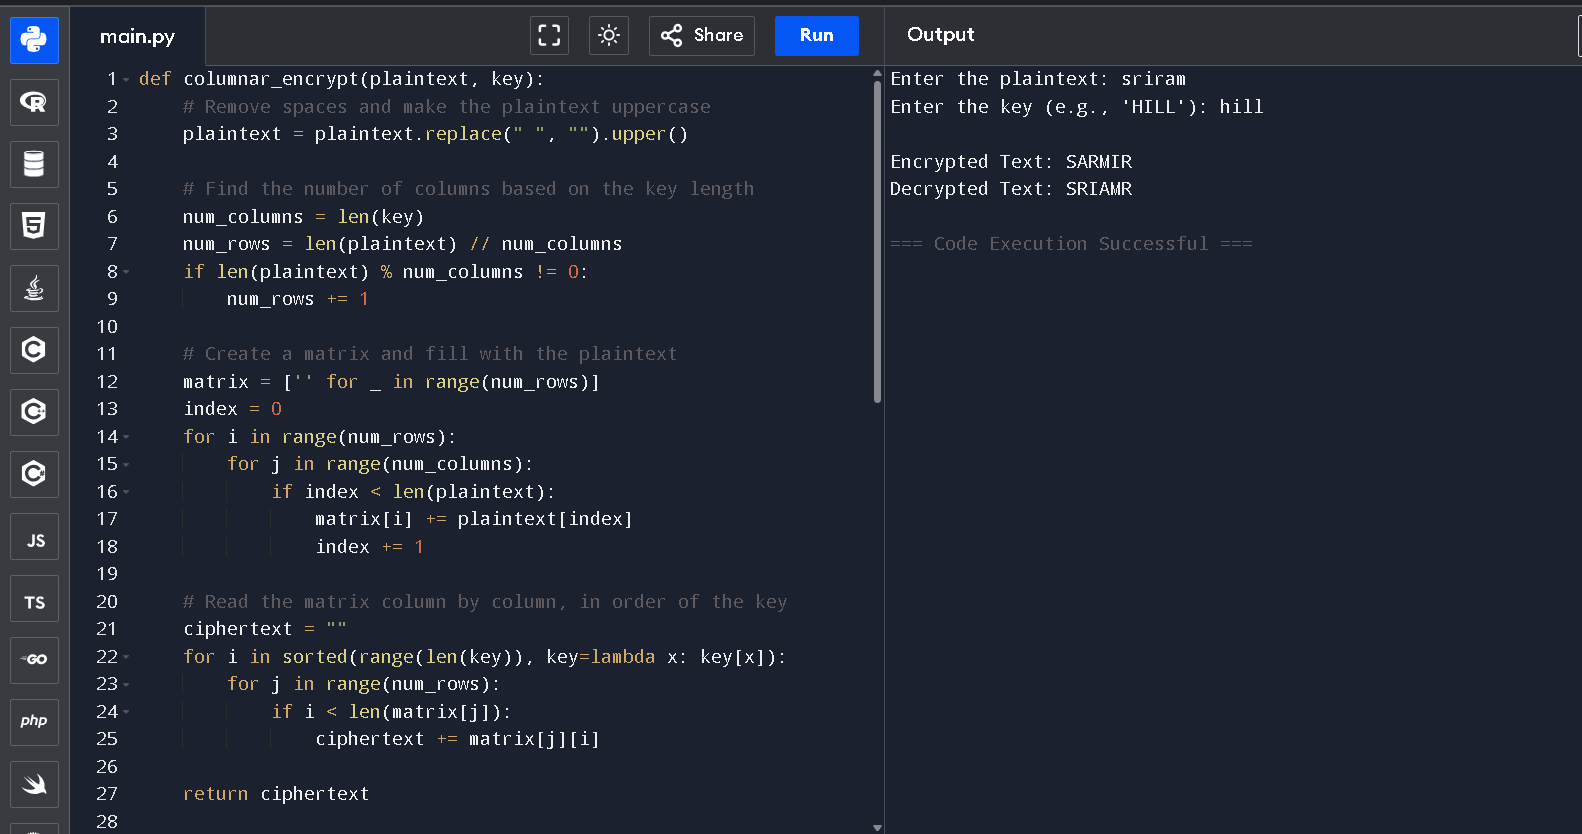 main.py
Share
Run
Output
1 def columnar_encrypt(plaintext, key):
2     # Remove spaces and make the plaintext uppercase
3     plaintext = plaintext.replace(" ", "").upper()
4
5     # Find the number of columns based on the key length
6     num_columns = len(key)
7     num_rows = len(plaintext) // num_columns
8     if len(plaintext) % num_columns != 0:
9         num_rows += 1
10
11     # Create a matrix and fill with the plaintext
12     matrix = ['' for _ in range(num_rows)]
13     index = 0
14     for i in range(num_rows):
15         for j in range(num_columns):
16             if index < len(plaintext):
17                 matrix[i] += plaintext[index]
18                 index += 1
19
20     # Read the matrix column by column, in order of the key
21     ciphertext = ""
22     for i in sorted(range(len(key)), key=lambda x: key[x]):
23         for j in range(num_rows):
24             if i < len(matrix[j]):
25                 ciphertext += matrix[j][i]
26
27     return ciphertext
28
Enter the plaintext: sriram
Enter the key (e.g., 'HILL'): hill
Encrypted Text: SARMIR
Decrypted Text: SRIAMR
=== Code Execution Successful ===
R
5
C
C
C
JS
TS
GO
php